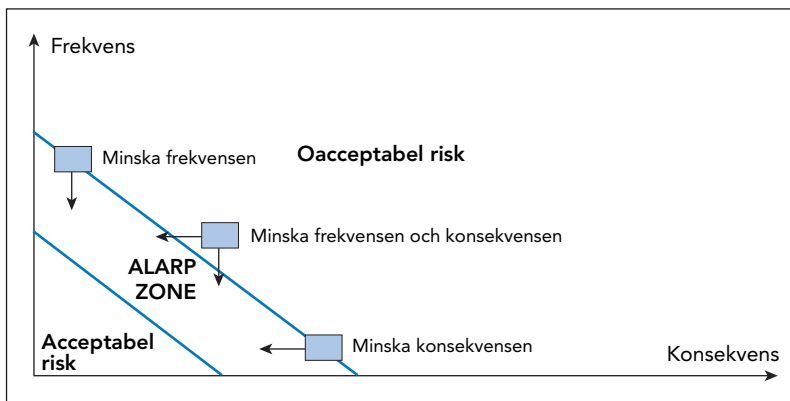 Frekvens
Minska frekvensen
Oacceptabel risk
Minska frekvensen och konsekvensen
ALARP
ZONE
Acceptabel
risk
Minska konsekvensen
Konsekvens